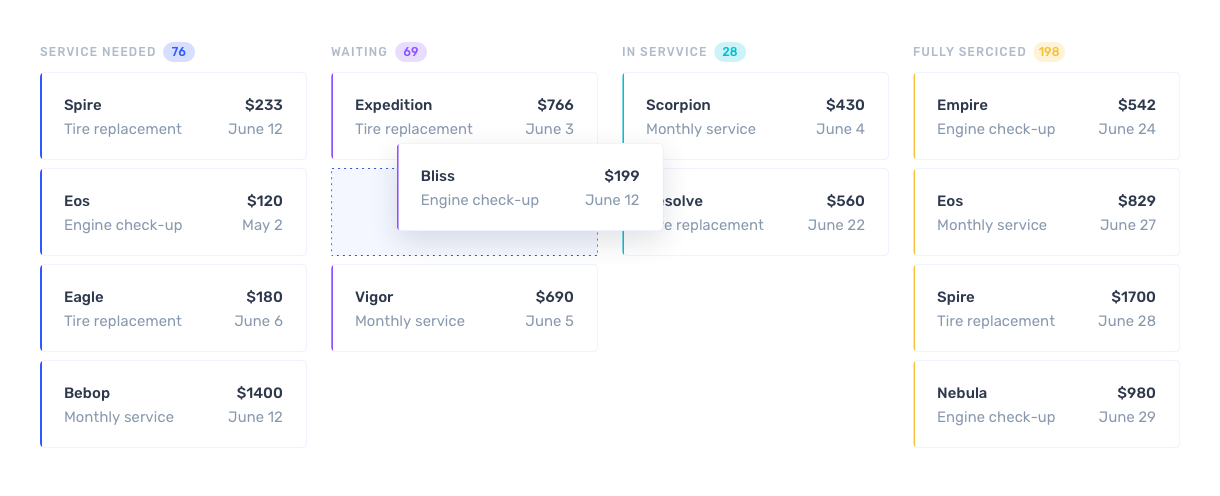 SERVICE NEEDED 76
Spire $233
Tire replacement June 12
Eos $120
Engine check-up May 2
Eagle $180
Tire replacement June 6
Bebop $1400
Monthly service June 12
WAITING 69
Expedition $766
Tire replacement June 3
Bliss $199
Engine check-up June 12
Vigor $690
Monthly service June 5
IN SERVVICE 28
Scorpion $430
Monthly service June 4
esolve $560
e replacement June 22
FULLY SERCICED 198
Empire $542
Engine check-up June 24
Eos $829
Monthly service June 27
Spire $1700
Tire replacement June 28
Nebula $980
Engine check-up June 29